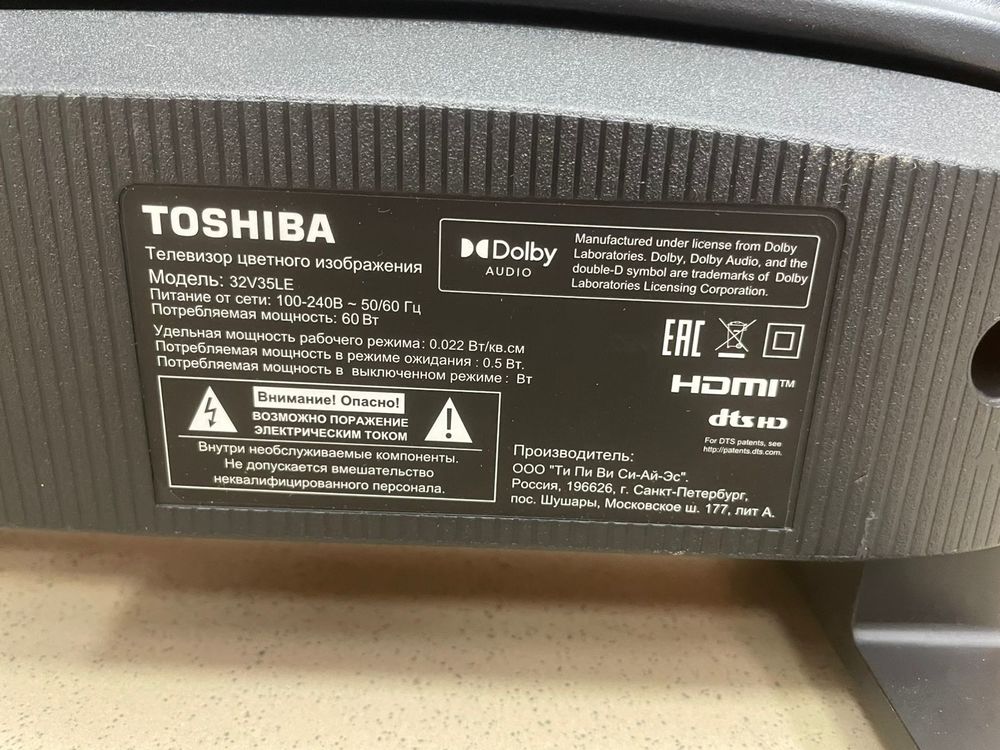 TOSHIBA
Телевизор цветного изображения
Модель: 32V35LE
Питание от сети: 100-240В ~ 50/60 Гц
Потребляемая мощность: 60 Вт
Удельная мощность рабочего режима: 0.022 Вт/кв.см
Потребляемая мощность в режиме ожидания : 0.5 Вт.
Потребляемая мощность в выключенном режиме : Вт
Внимание! Опасно!
ВОЗМОЖНО ПОРАЖЕНИЕ
ЭЛЕКТРИЧЕСКИМ ТОКОМ
Внутри необслуживаемые компоненты.
Не допускается вмешательство
неквалифицированного персонала.
Dolby
AUDIO
Manufactured under license from Dolby
Laboratories. Dolby, Dolby Audio, and the
double-D symbol are trademarks of Dolby
Laboratories Licensing Corporation.
EAC
HDMI™
dts HD
For DTS patents, see
http://patents.dts.com.
Производитель:
ООО "Ти Пи Ви Си-Ай-Эс".
Россия, 196626, г. Санкт-Петербург,
пос. Шушары, Московское ш. 177, лит А.